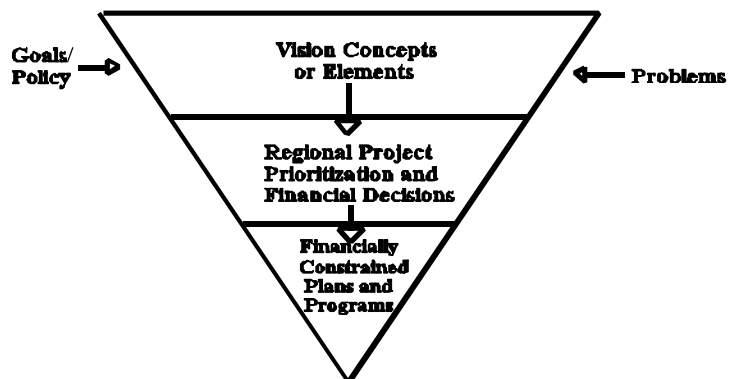 Goals/
Policy
Vision Concepts
or Elements
Problems
Regional Project
Prioritization and
Financial Decisions
Financially
Constrained
Plans and
Programs